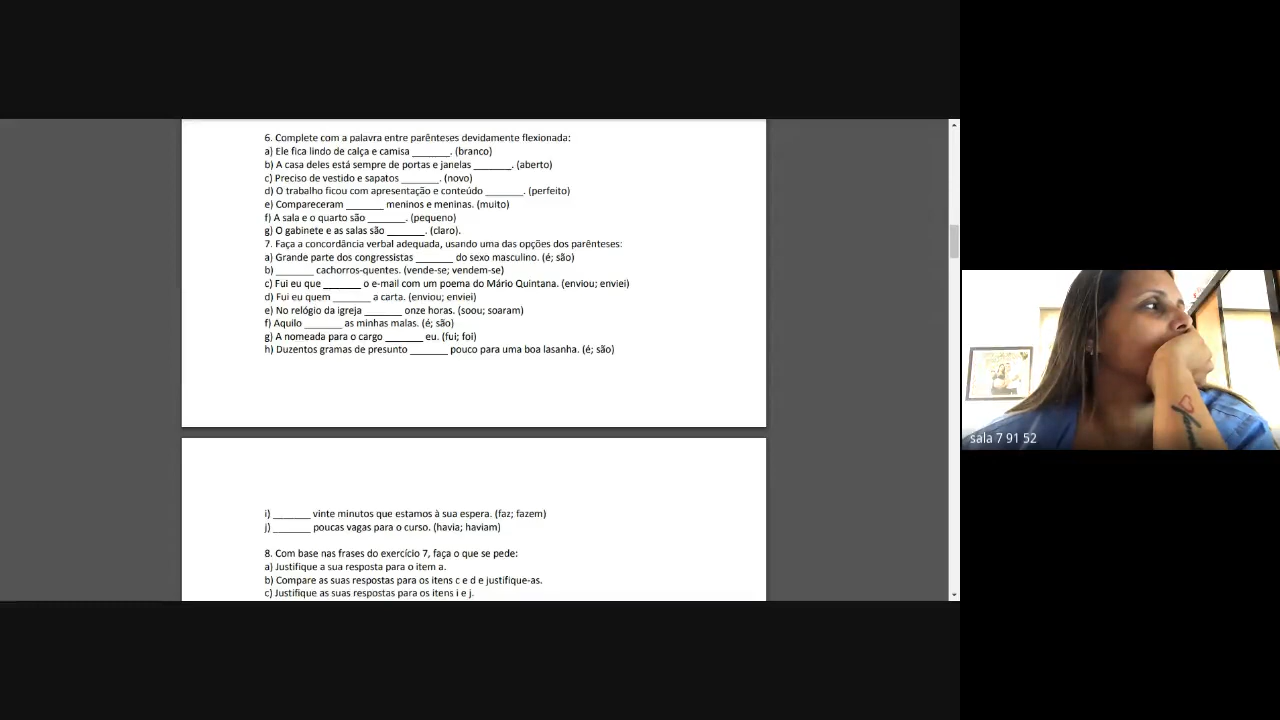 6. Complete com a palavra entre parênteses devidamente flexionada:
a) Ele fica lindo de calça e camisa _______. (branco)
b) A casa deles está sempre de portas e janelas _______. (aberto)
c) Preciso de vestido e sapatos _______. (novo)
d) O trabalho ficou com apresentação e conteúdo _______. (perfeito)
e) Compareceram _______ meninos e meninas. (muito)
f) A sala e o quarto são _______. (pequeno)
g) O gabinete e as salas são _______. (claro).
7. Faça a concordância verbal adequada, usando uma das opções dos parênteses:
a) Grande parte dos congressistas _______ do sexo masculino. (é; são)
b) _______ cachorros-quentes. (vende-se; vendem-se)
c) Fui eu que _______ o e-mail com um poema do Mário Quintana. (enviou; enviei)
d) Fui eu quem _______ a carta. (enviou; enviei)
e) No relógio da igreja _______ onze horas. (soou; soaram)
f) Aquilo _______ as minhas malas. (é; são)
g) A nomeada para o cargo _______ eu. (fui; foi)
h) Duzentos gramas de presunto _______ pouco para uma boa lasanha. (é; são)
i) _______ vinte minutos que estamos à sua espera. (faz; fazem)
j) _______ poucas vagas para o curso. (havia; haviam)
8. Com base nas frases do exercício 7, faça o que se pede:
a) Justifique a sua resposta para o item a.
b) Compare as suas respostas para os itens c e d e justifique-as.
c) Justifique as suas respostas para os itens i e j.
sala 7 91 52